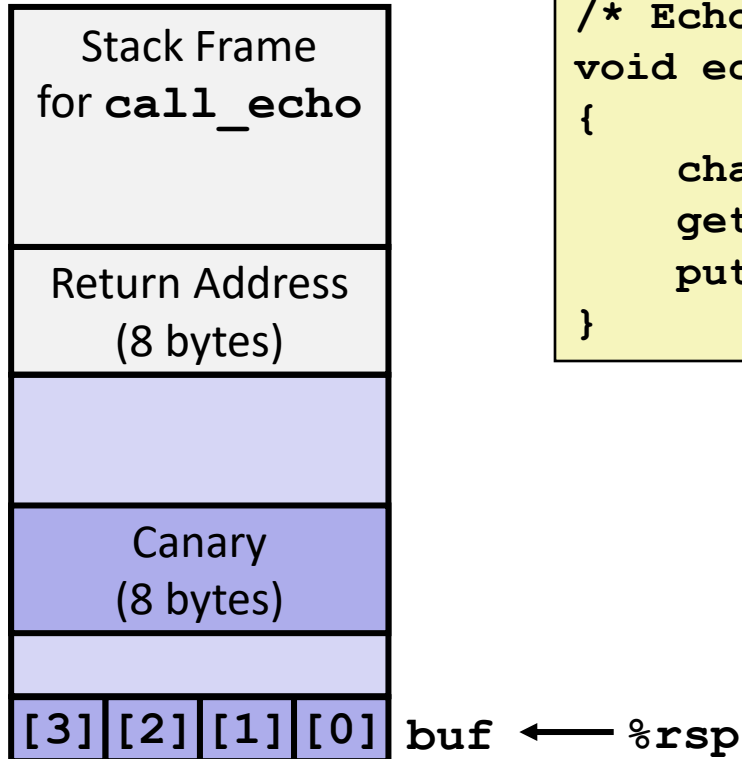 Stack Frame
for call_echo
Return Address
(8 bytes)
Canary
(8 bytes)
[3] [2] [1] [0] buf ← %rsp
/* Echo
void ec
{
cha
get
put
}